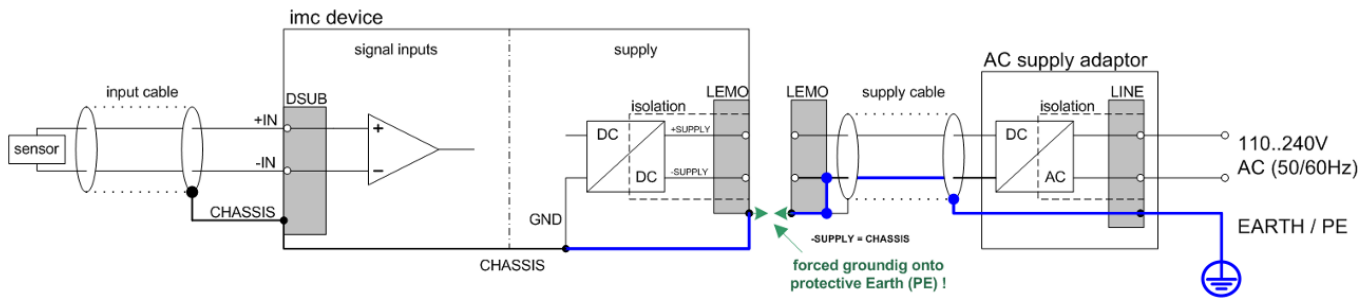 imc device
signal inputs
supply
AC supply adaptor
input cable
DSUB
LEMO
LEMO
supply cable
LINE
isolation
isolation
+IN
+
DC
+SUPPLY
DC
110..240V
sensor
-IN
−
DC
-SUPPLY
AC
AC (50/60Hz)
CHASSIS
GND
EARTH / PE
-SUPPLY = CHASSIS
CHASSIS
forced groundig onto
protective Earth (PE) !